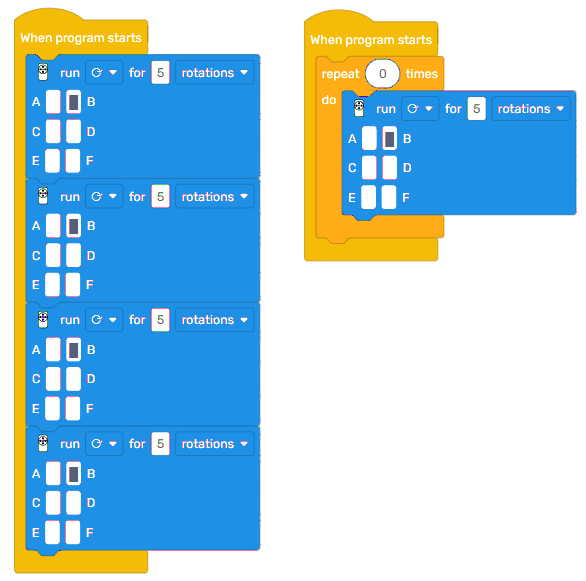 When program starts
run for 5 rotations
A B
C D
E F
run for 5 rotations
A B
C D
E F
run for 5 rotations
A B
C D
E F
run for 5 rotations
A B
C D
E F
When program starts
repeat 0 times
do
run for 5 rotations
A B
C D
E F